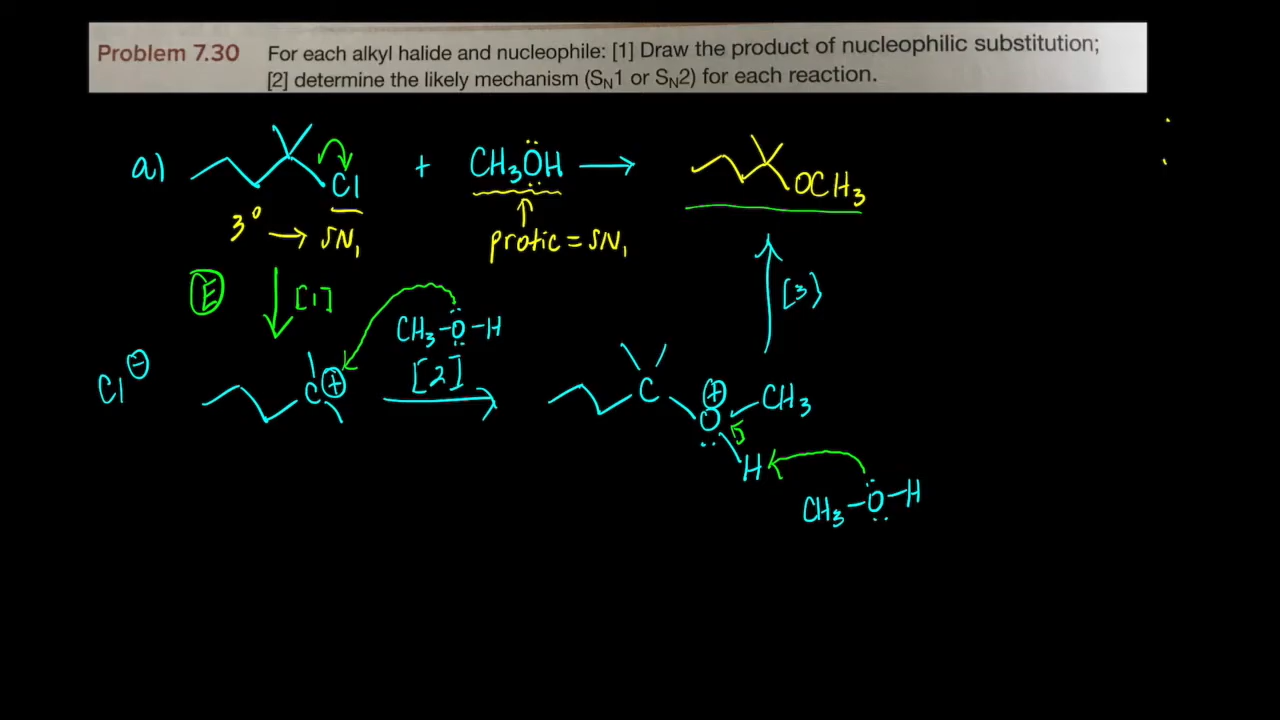 Problem 7.30 For each alkyl halide and nucleophile: [1] Draw the product of nucleophilic substitution;
[2] determine the likely mechanism (SN1 or SN2) for each reaction.
a) Cl + CH3ÖH → OCH3
3° → SN1
protic = SN1
E [1]
[3]
CH3-O-H
[2]
Cl⊖ C⊕
C O⊕ CH3
H
CH3-O-H